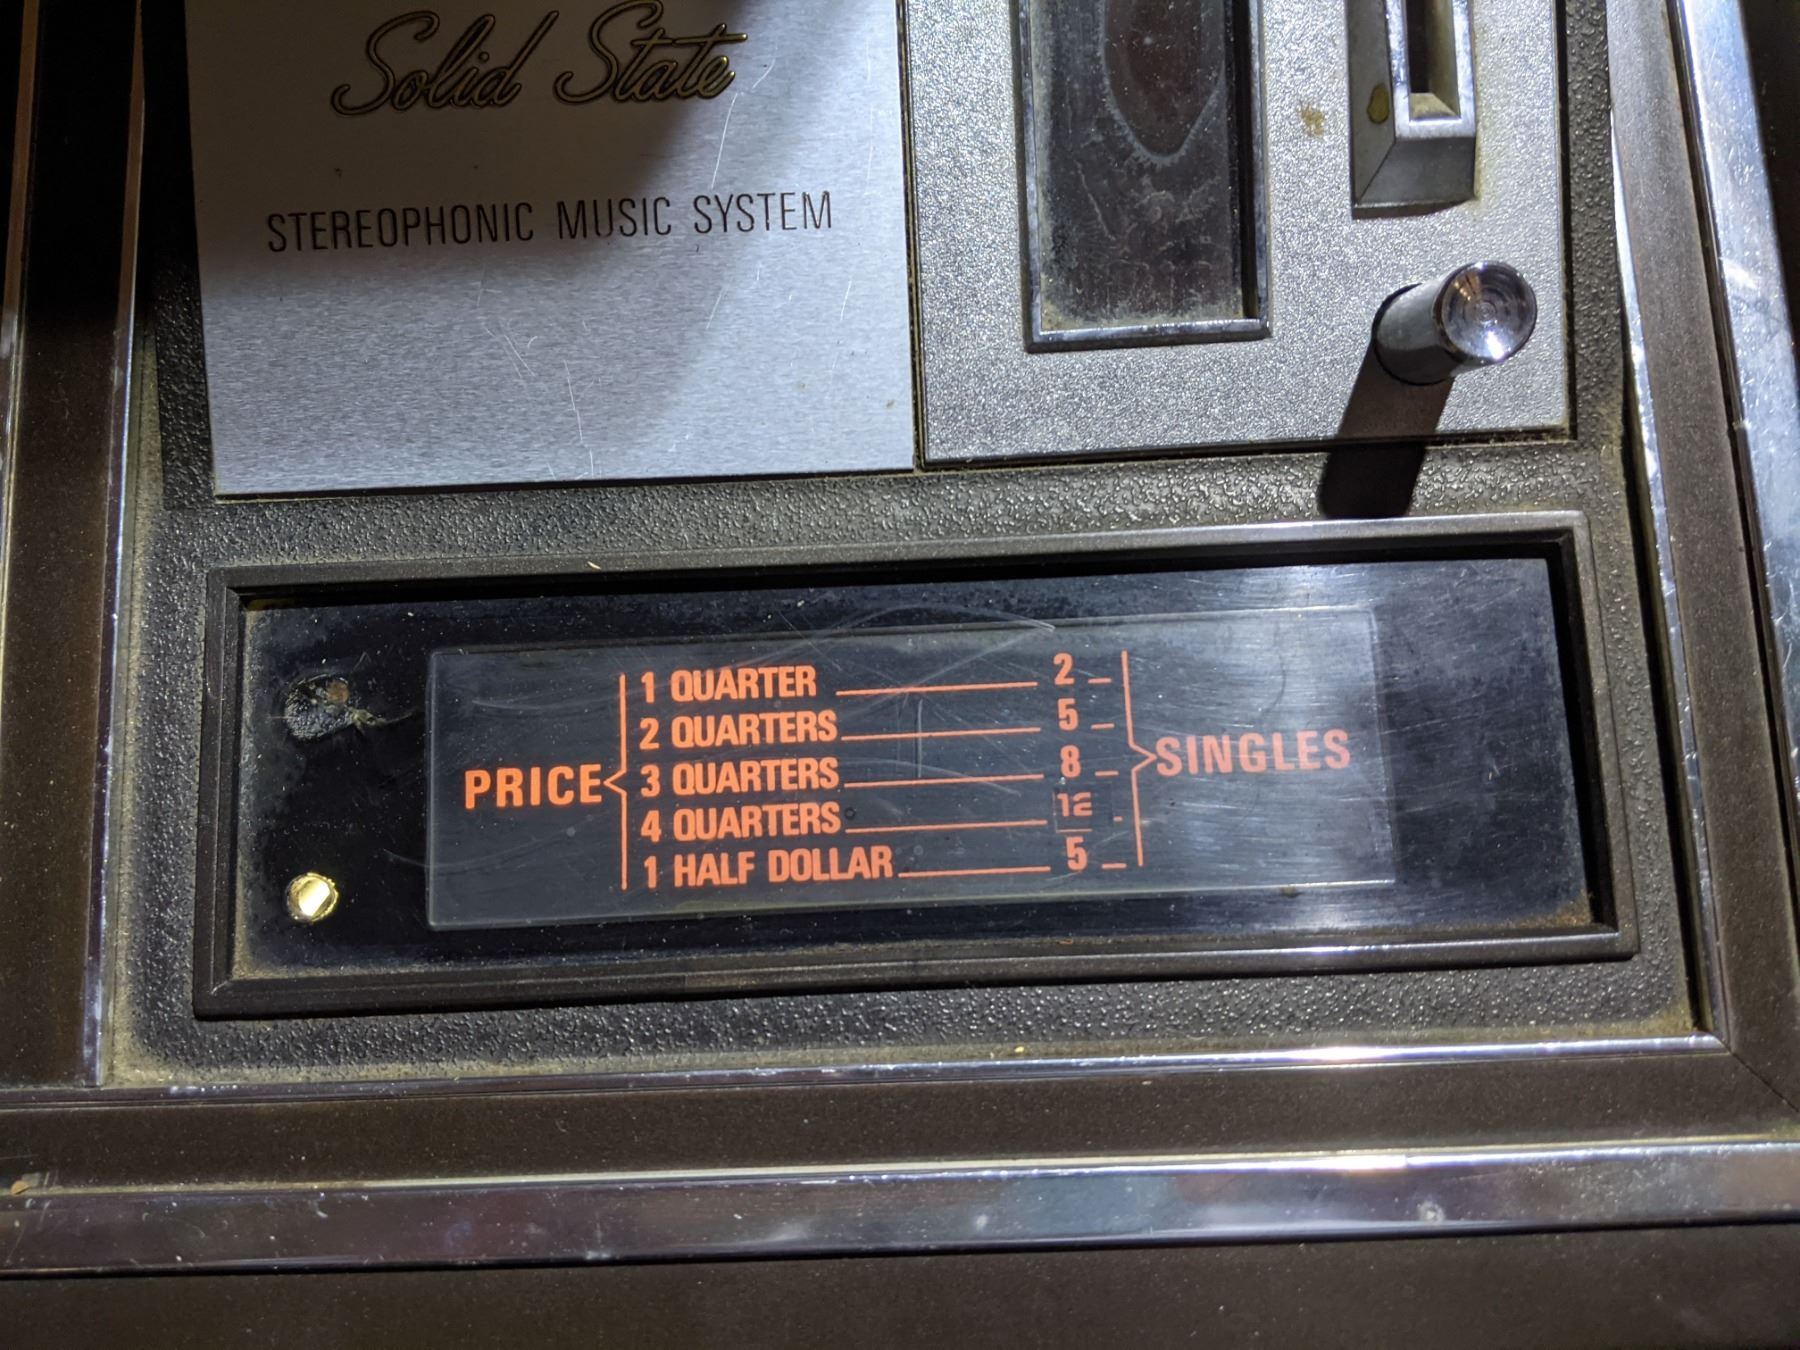 Solid State
STEREOPHONIC MUSIC SYSTEM
PRICE
1 QUARTER 2
2 QUARTERS 5
3 QUARTERS 8
4 QUARTERS
1 HALF DOLLAR 5
SINGLES